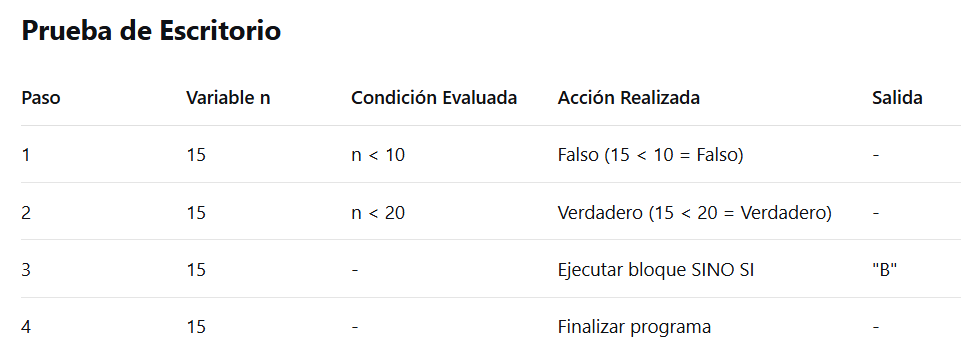 Prueba de Escritorio
Paso Variable n Condición Evaluada Acción Realizada Salida
1 15 n < 10 Falso (15 < 10 = Falso) -
2 15 n < 20 Verdadero (15 < 20 = Verdadero) -
3 15 - Ejecutar bloque SINO SI "B"
4 15 - Finalizar programa -